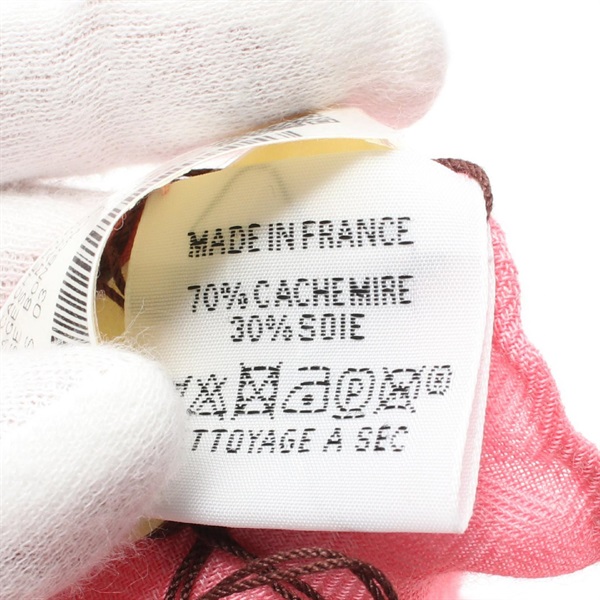 MADE IN FRANCE
70% CACHEMIRE
30% SOIE
TTOYAGE A SEC